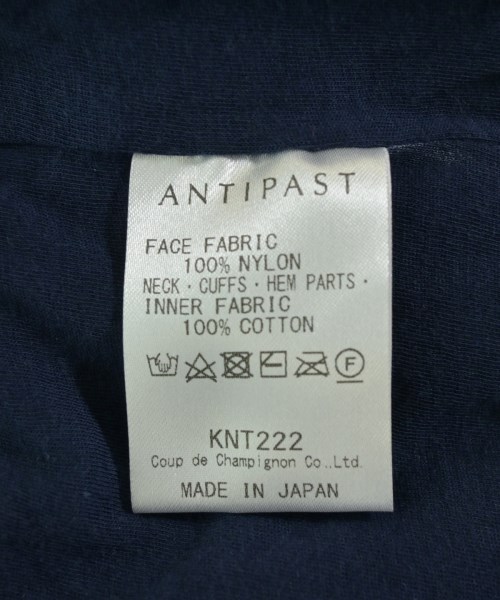 ANTIPAST
FACE FABRIC
100% NYLON
NECK・CUFFS・HEM PARTS・
INNER FABRIC
100% COTTON
F
KNT222
Coup de Champignon Co.,Ltd.
MADE IN JAPAN